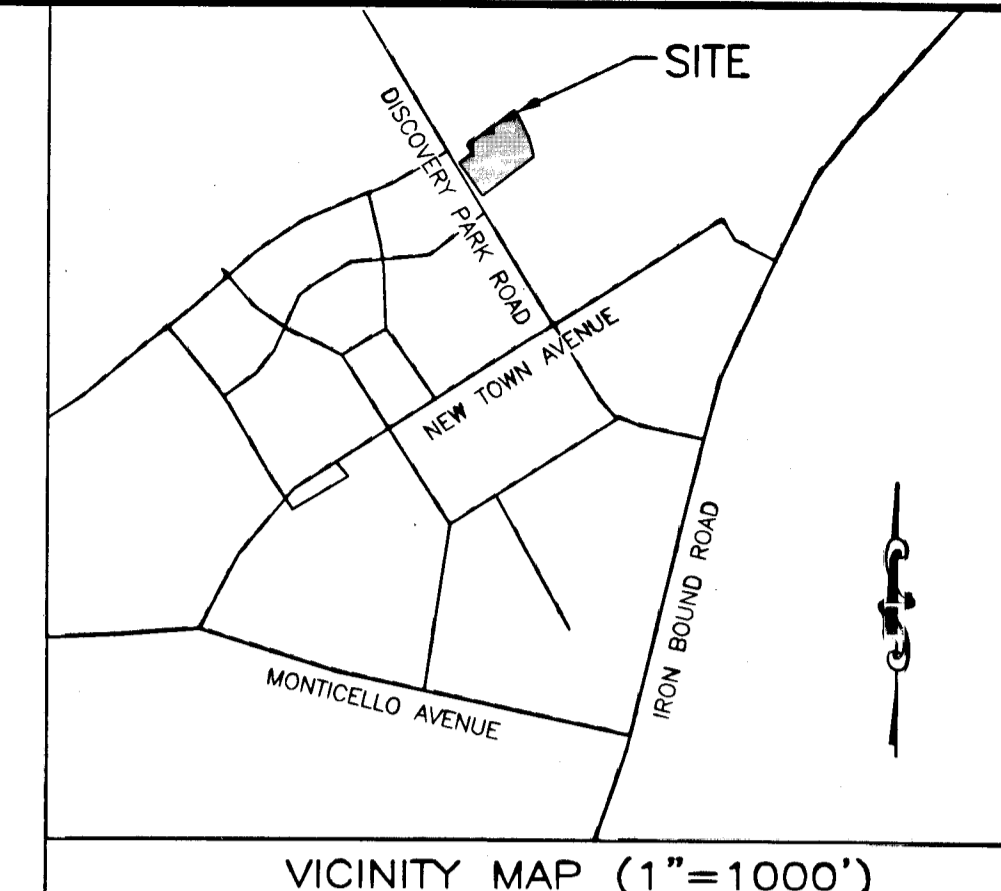 SITE
DISCOVERY PARK ROAD
NEW TOWN AVENUE
IRON BOUND ROAD
MONTICELLO AVENUE
VICINITY MAP (1"=1000')